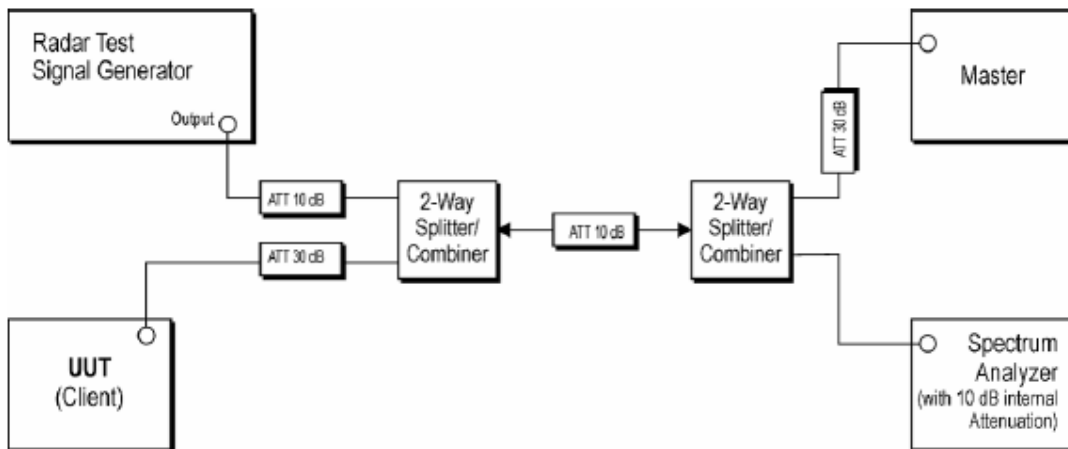 Radar Test
Signal Generator
Output
ATT 10 dB
ATT 30 dB
2-Way
Splitter/
Combiner
ATT 10 dB
2-Way
Splitter/
Combiner
ATT 30 dB
Master
UUT
(Client)
Spectrum
Analyzer
(with 10 dB internal
Attenuation)